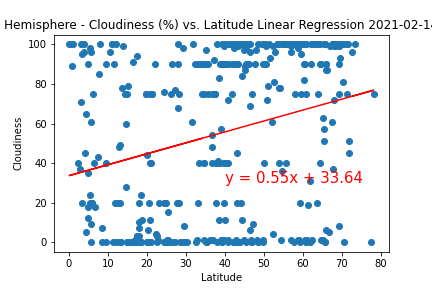 Hemisphere - Cloudiness (%) vs. Latitude Linear Regression 2021-02-14
100
80
60
40
20
0
Cloudiness
y = 0.55x + 33.64
0 10 20 30 40 50 60 70 80
Latitude